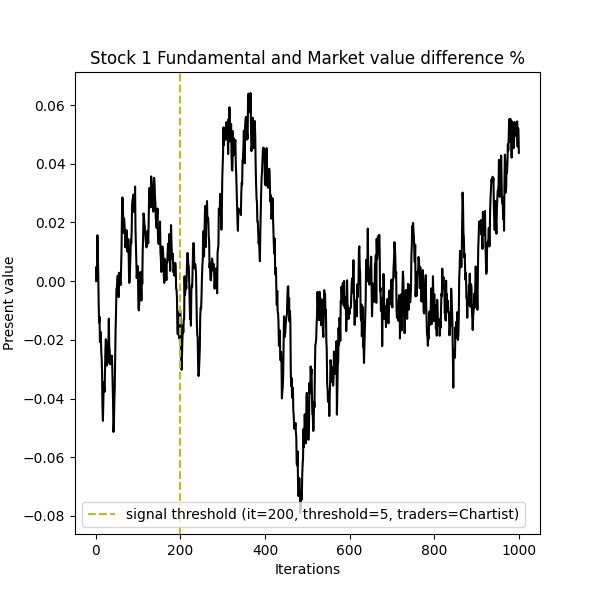 Stock 1 Fundamental and Market value difference %
0.06
0.04
0.02
0.00
−0.02
−0.04
−0.06
−0.08
Present value
signal threshold (it=200, threshold=5, traders=Chartist)
0 200 400 600 800 1000
Iterations